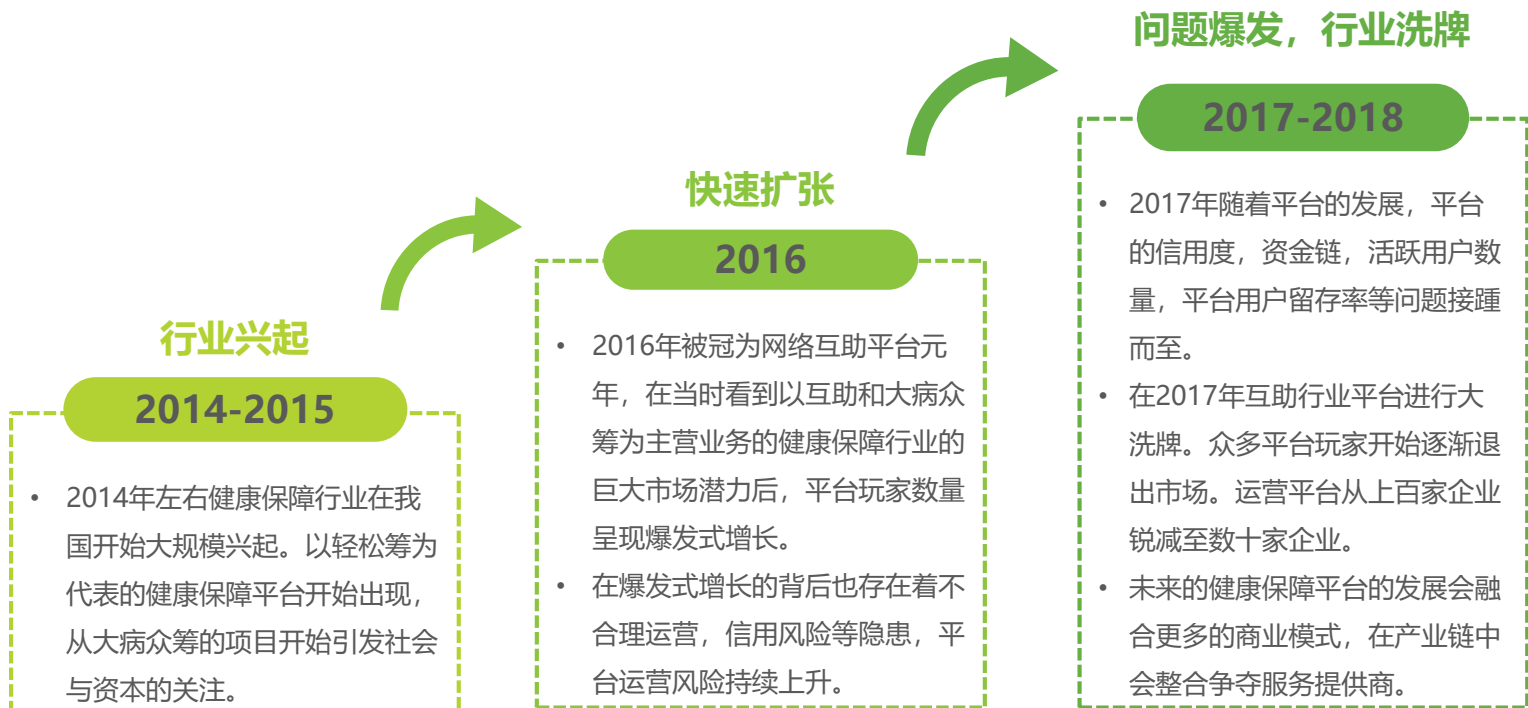 行业兴起
2014-2015
• 2014年左右健康保障行业在我
国开始大规模兴起。以轻松筹为
代表的健康保障平台开始出现，
从大病众筹的项目开始引发社会
与资本的关注。
快速扩张
2016
• 2016年被冠为网络互助平台元
年，在当时看到以互助和大病众
筹为主营业务的健康保障行业的
巨大市场潜力后，平台玩家数量
呈现爆发式增长。
• 在爆发式增长的背后也存在着不
合理运营，信用风险等隐患，平
台运营风险持续上升。
问题爆发，行业洗牌
2017-2018
• 2017年随着平台的发展，平台
的信用度，资金链，活跃用户数
量，平台用户留存率等问题接踵
而至。
• 在2017年互助行业平台进行大
洗牌。众多平台玩家开始逐渐退
出市场。运营平台从上百家企业
锐减至数十家企业。
• 未来的健康保障平台的发展会融
合更多的商业模式，在产业链中
会整合争夺服务提供商。